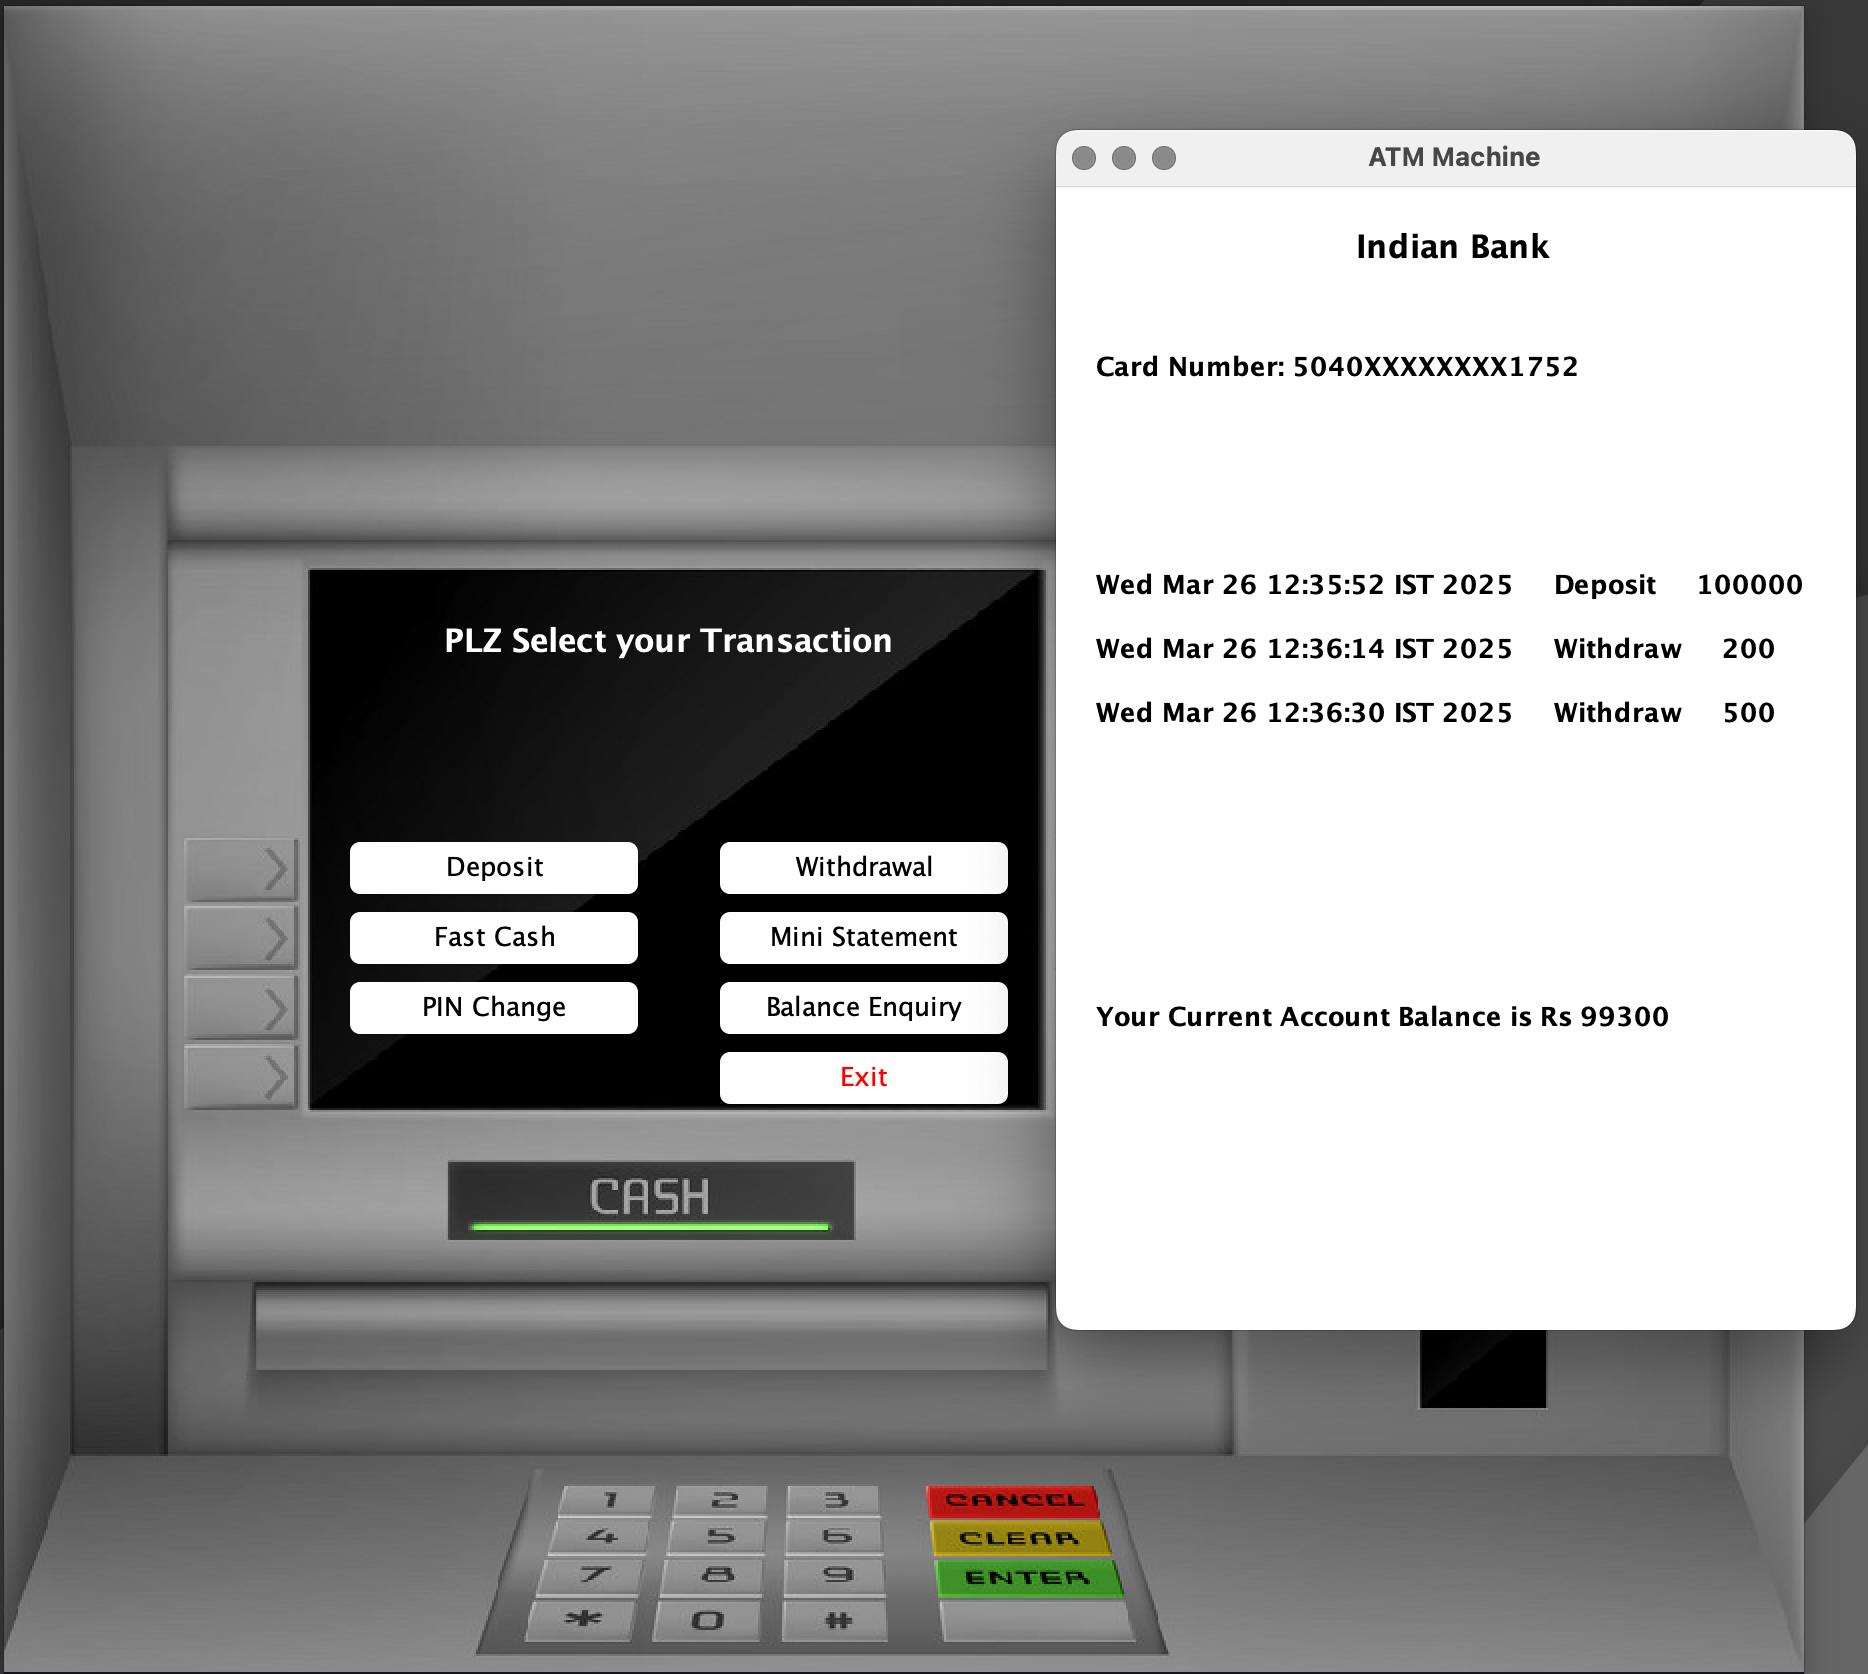 ATM Machine
Indian Bank
Card Number: 5040XXXXXXXX1752
Wed Mar 26 12:35:52 IST 2025 Deposit 100000
Wed Mar 26 12:36:14 IST 2025 Withdraw 200
Wed Mar 26 12:36:30 IST 2025 Withdraw 500
Your Current Account Balance is Rs 99300
PLZ Select your Transaction
Deposit Withdrawal
Fast Cash Mini Statement
PIN Change Balance Enquiry
Exit
CASH
1 2 3 CANCEL
4 5 6 CLEAR
7 8 9 ENTER
* 0 #